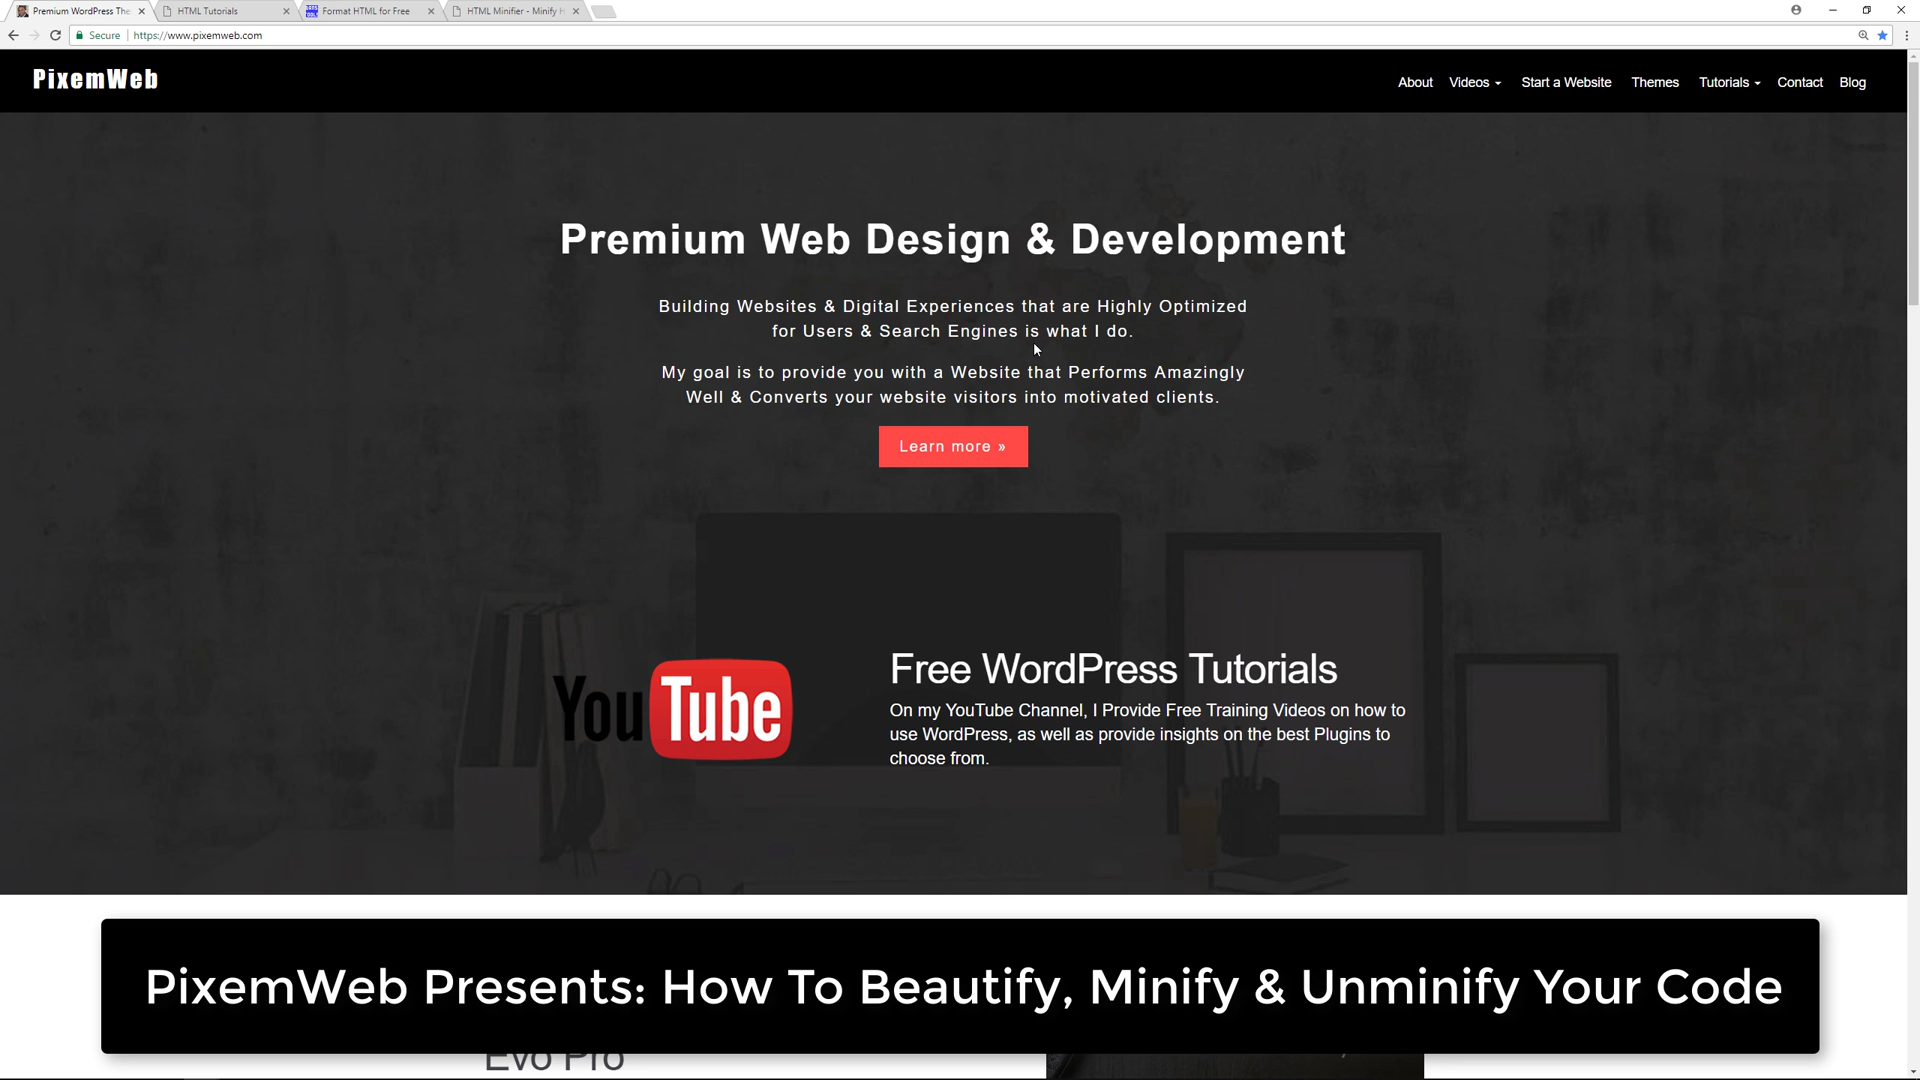 Premium WordPress The
HTML Tutorials
Format HTML for Free
HTML Minifier - Minify H
Secure
https://www.pixemweb.com
PixemWeb
About
Videos
Start a Website
Themes
Tutorials
Contact
Blog
Premium Web Design & Development
Building Websites & Digital Experiences that are Highly Optimized
for Users & Search Engines is what I do.
My goal is to provide you with a Website that Performs Amazingly
Well & Converts your website visitors into motivated clients.
Learn more »
YouTube
Free WordPress Tutorials
On my YouTube Channel, I Provide Free Training Videos on how to
use WordPress, as well as provide insights on the best Plugins to
choose from.
PixemWeb Presents: How To Beautify, Minify & Unminify Your Code
Evo Pro